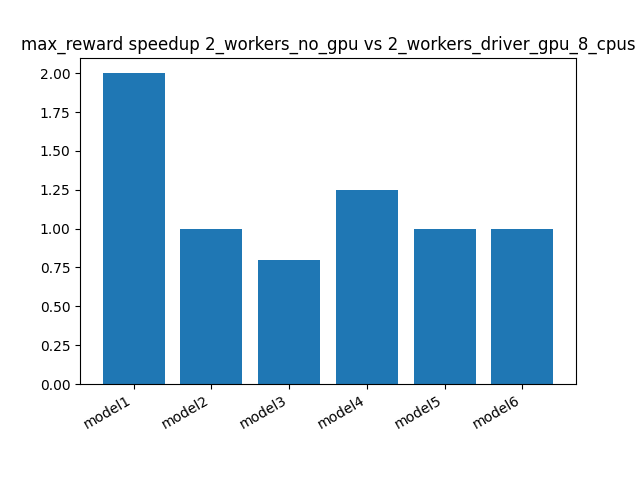 max_reward speedup 2_workers_no_gpu vs 2_workers_driver_gpu_8_cpus
2.00
1.75
1.50
1.25
1.00
0.75
0.50
0.25
0.00
model1
model2
model3
model4
model5
model6